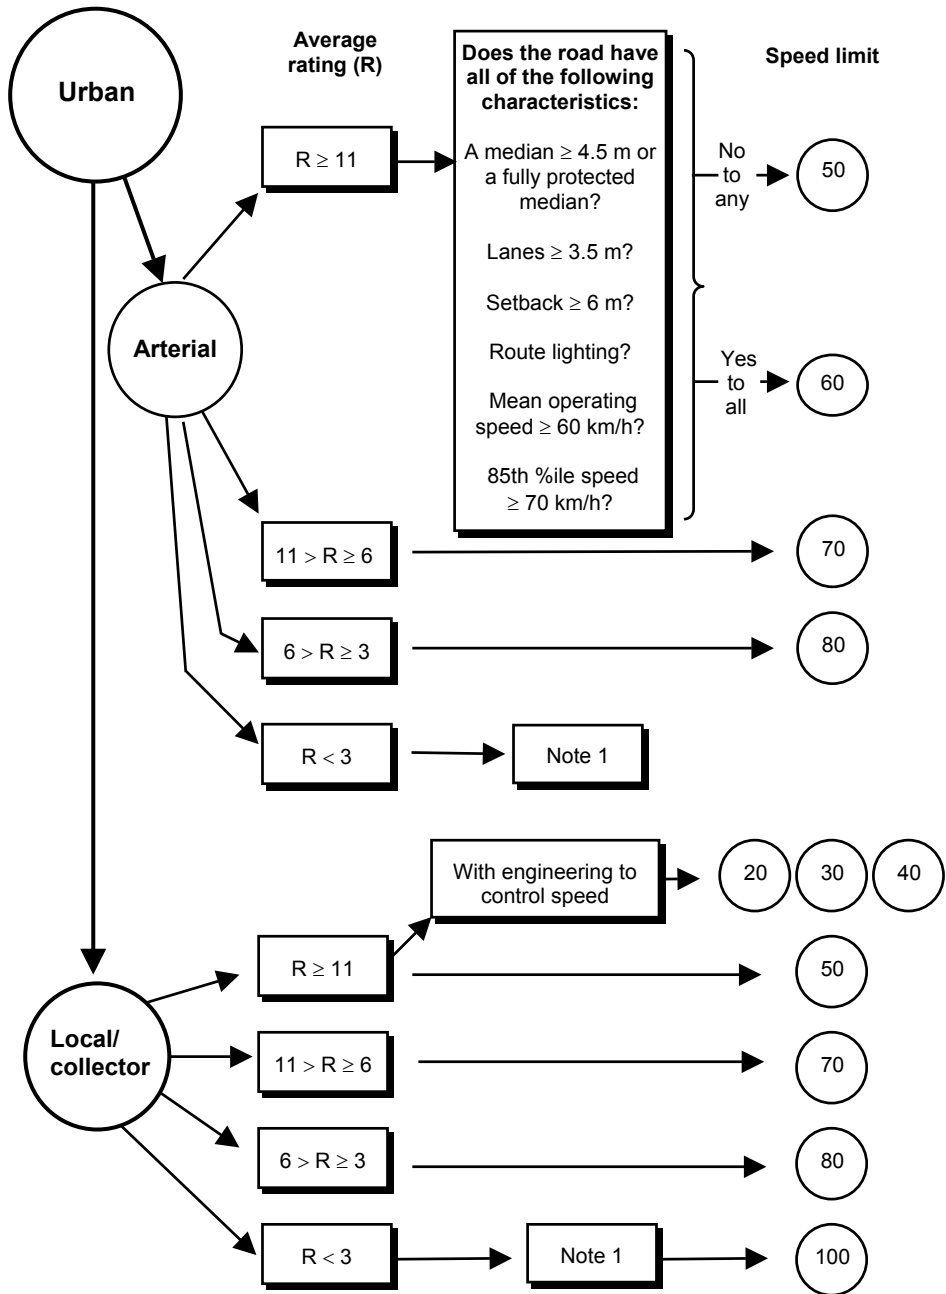 Urban
Average
rating (R)
Does the road have
all of the following
characteristics:
A median ≥ 4.5 m or
a fully protected
median?
Lanes ≥ 3.5 m?
Setback ≥ 6 m?
Route lighting?
Mean operating
speed ≥ 60 km/h?
85th %ile speed
≥ 70 km/h?
Speed limit
R ≥ 11
No
to
any
50
Arterial
Yes
to
all
60
11 > R ≥ 6
70
6 > R ≥ 3
80
R < 3
Note 1
With engineering to
control speed
20
30
40
R ≥ 11
50
Local/
collector
11 > R ≥ 6
70
6 > R ≥ 3
80
R < 3
Note 1
100